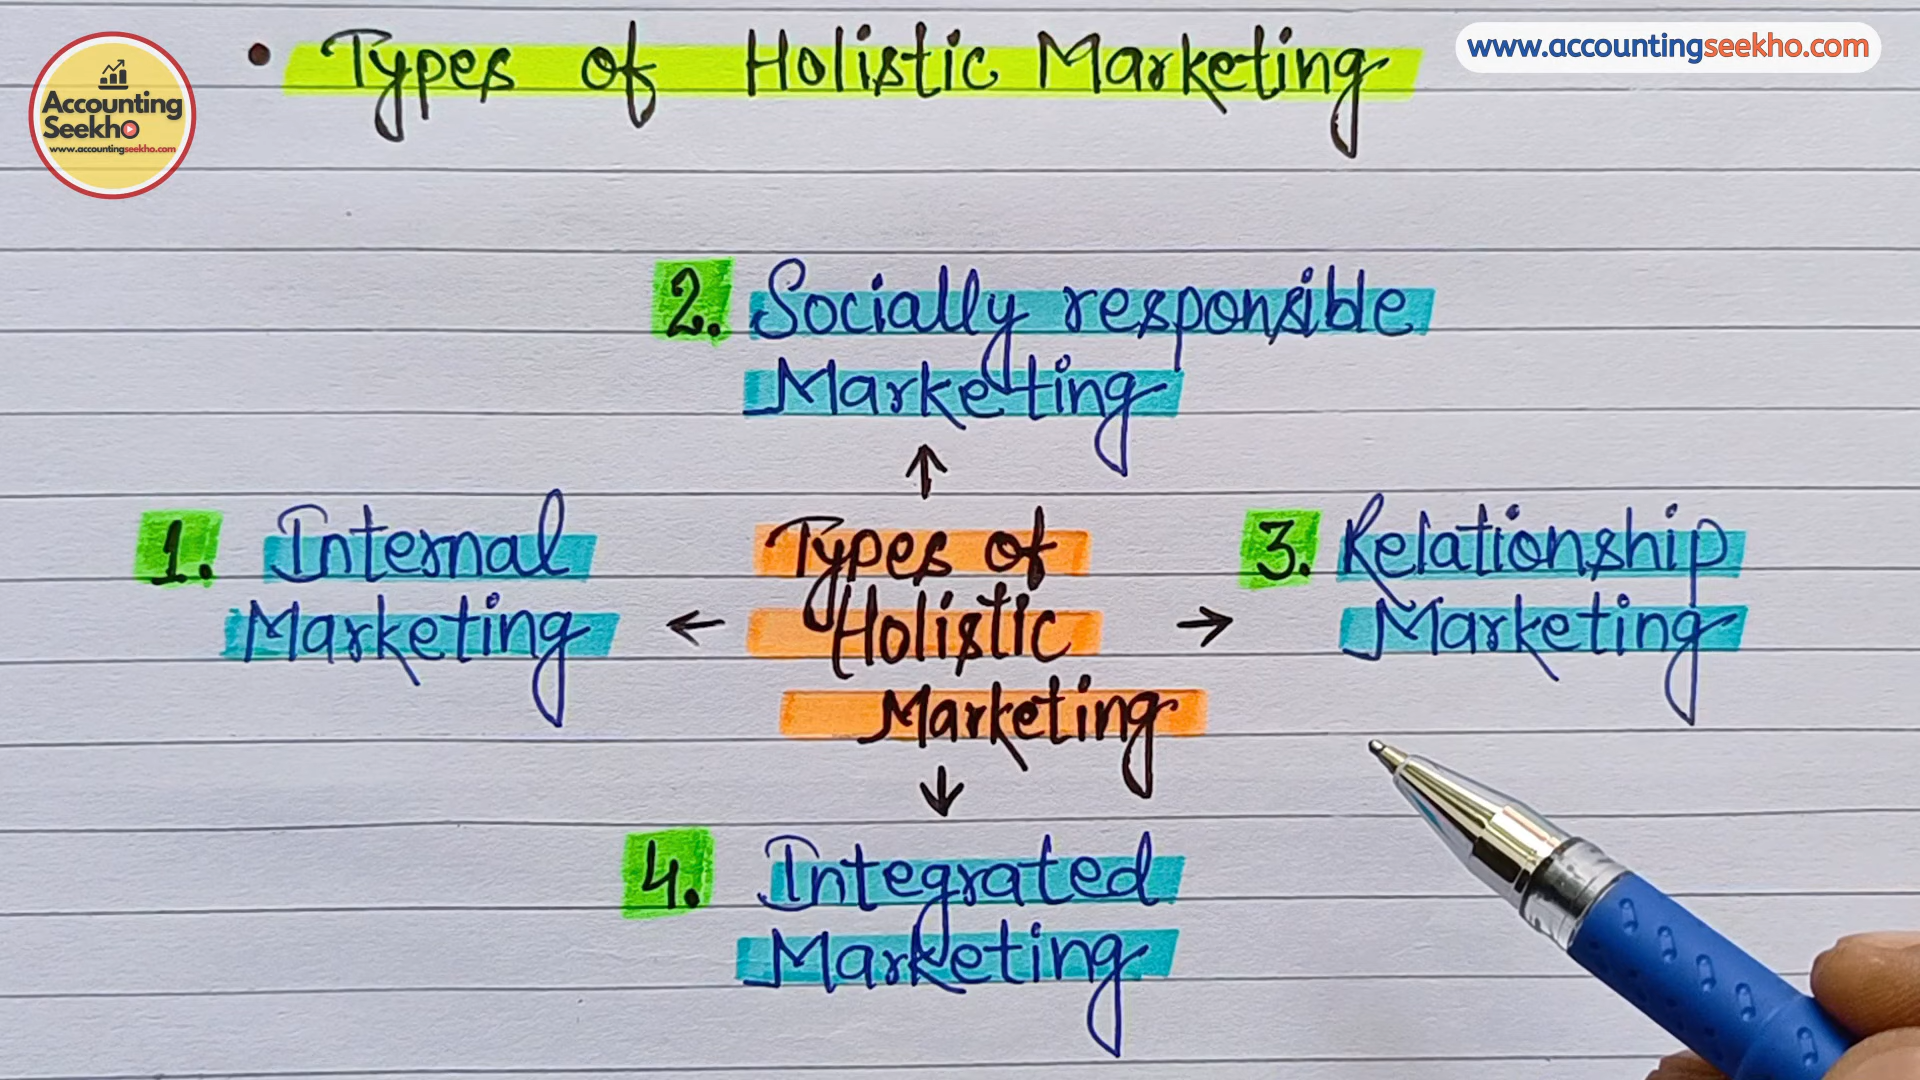 • Types of Holistic Marketing
www.accountingseekho.com
Accounting
Seekho
www.accountingseekho.com
2. Socially responsible
Marketing
1. Internal
Marketing
Types of
Holistic
Marketing
3. Relationship
Marketing
4. Integrated
Marketing